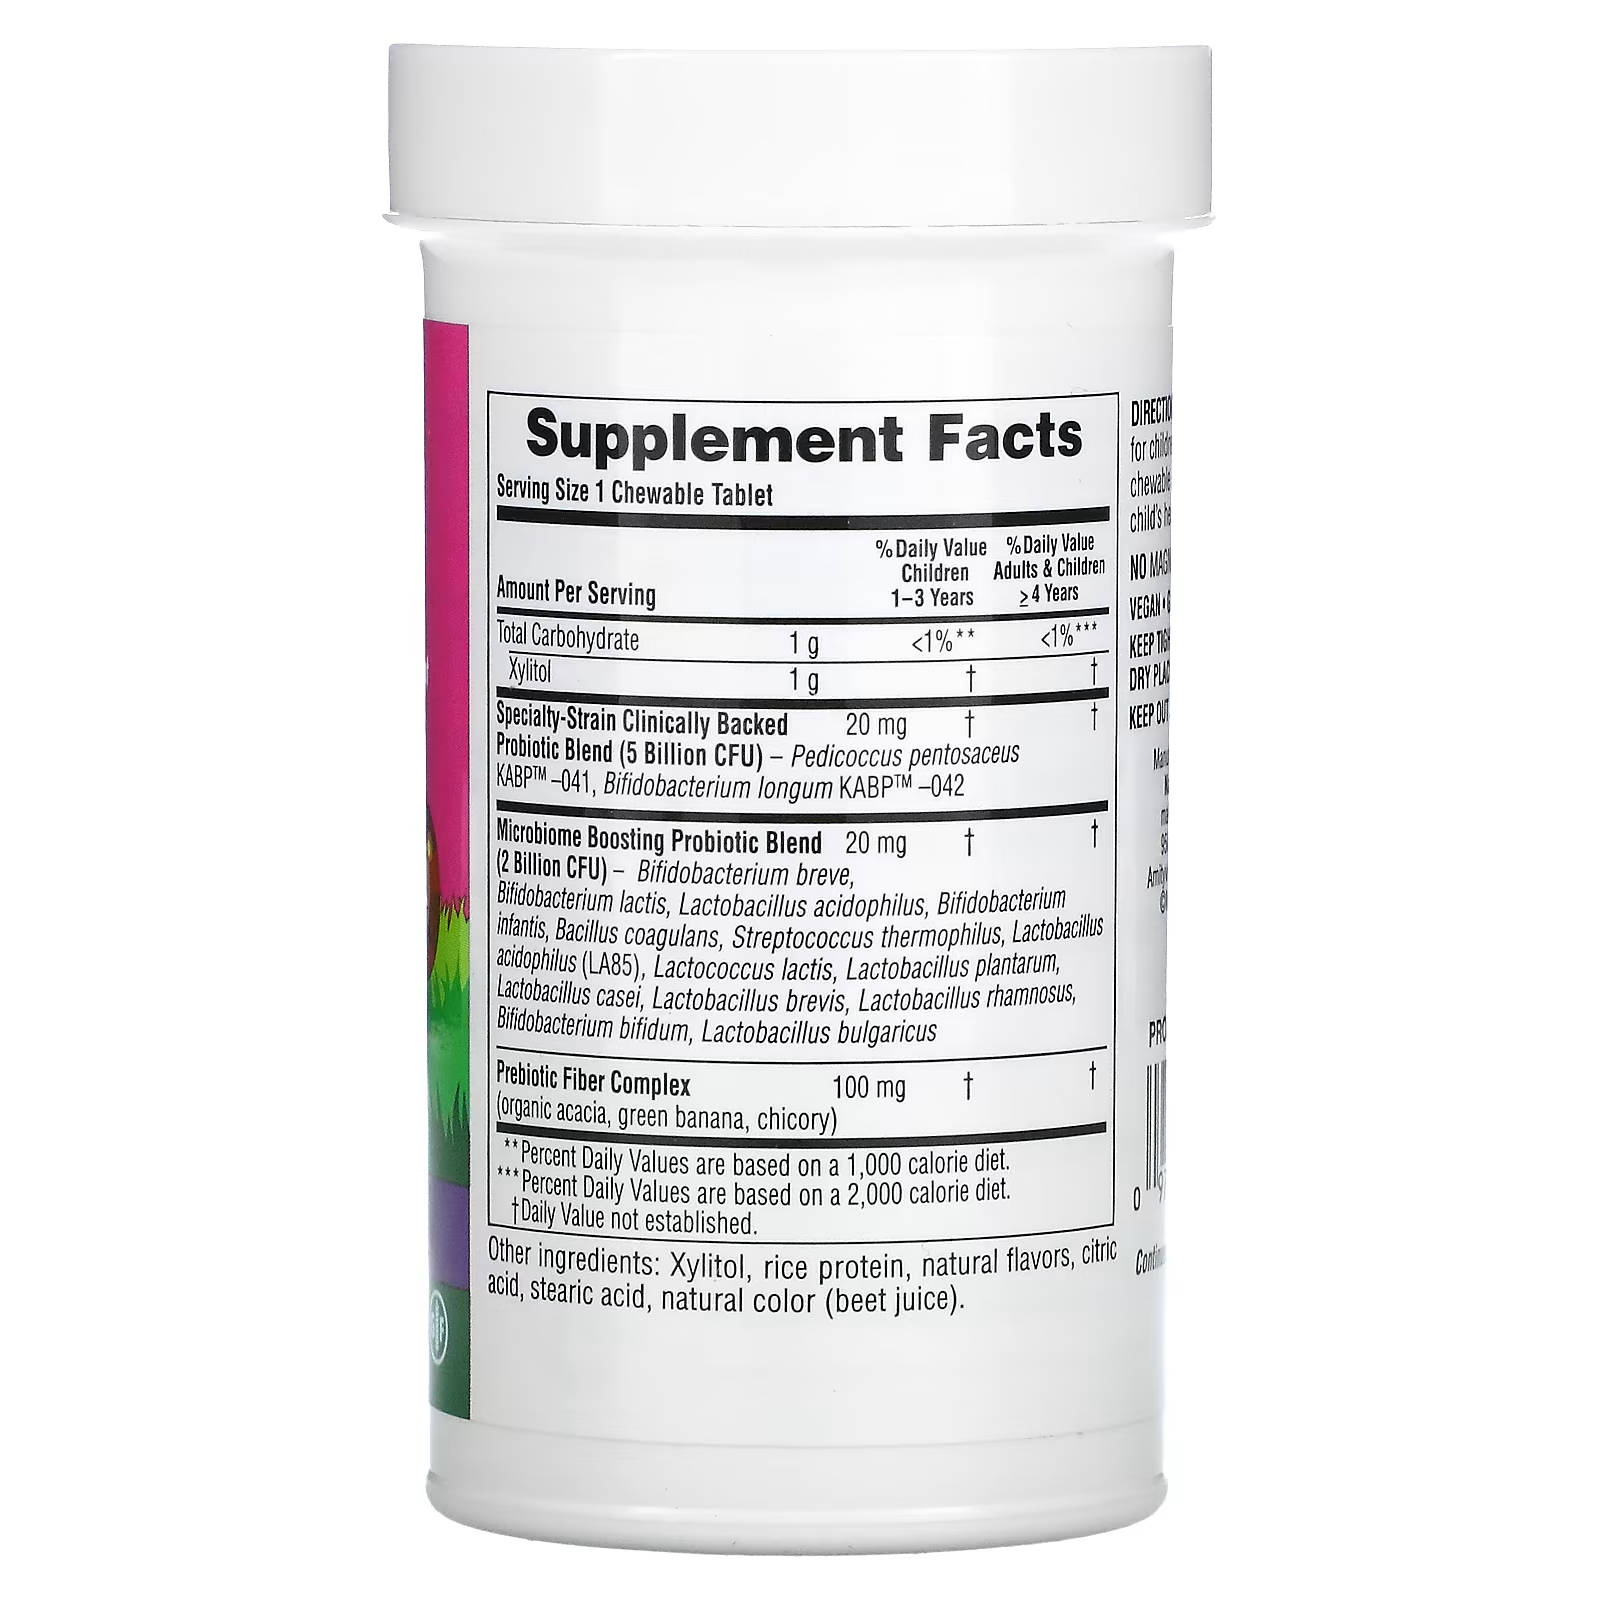 Supplement Facts
Serving Size 1 Chewable Tablet
Amount Per Serving
% Daily Value Children 1–3 Years
% Daily Value Adults & Children ≥4 Years
Total Carbohydrate 1 g <1%** <1%***
Xylitol 1 g † †
Specialty-Strain Clinically Backed 20 mg † †
Probiotic Blend (5 Billion CFU) – Pedicoccus pentosaceus
KABP™ –041, Bifidobacterium longum KABP™ –042
Microbiome Boosting Probiotic Blend 20 mg † †
(2 Billion CFU) – Bifidobacterium breve,
Bifidobacterium lactis, Lactobacillus acidophilus, Bifidobacterium
infantis, Bacillus coagulans, Streptococcus thermophilus, Lactobacillus
acidophilus (LA85), Lactococcus lactis, Lactobacillus plantarum,
Lactobacillus casei, Lactobacillus brevis, Lactobacillus rhamnosus,
Bifidobacterium bifidum, Lactobacillus bulgaricus
Prebiotic Fiber Complex 100 mg † †
(organic acacia, green banana, chicory)
**Percent Daily Values are based on a 1,000 calorie diet.
***Percent Daily Values are based on a 2,000 calorie diet.
†Daily Value not established.
Other ingredients: Xylitol, rice protein, natural flavors, citric
acid, stearic acid, natural color (beet juice).
for
chewable
child's
NO
VEGAN •
KEEP
DRY
KEEP OUT
0